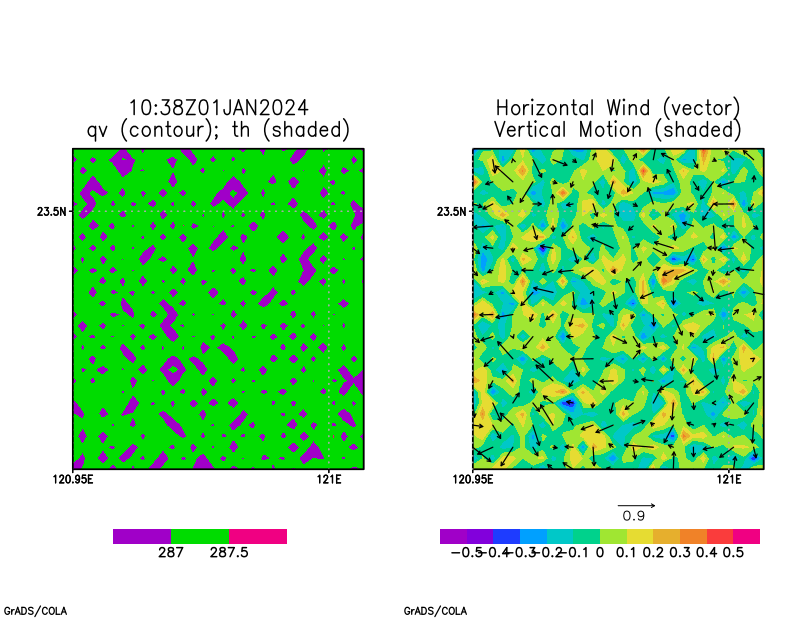 10:38Z01JAN2024
qv (contour); th (shaded)
23.5N
120.95E 121E
287 287.5
GrADS/COLA
Horizontal Wind (vector)
Vertical Motion (shaded)
23.5N
120.95E 121E
0.9
-0.5 -0.4 -0.3 -0.2 -0.1 0 0.1 0.2 0.3 0.4 0.5
GrADS/COLA